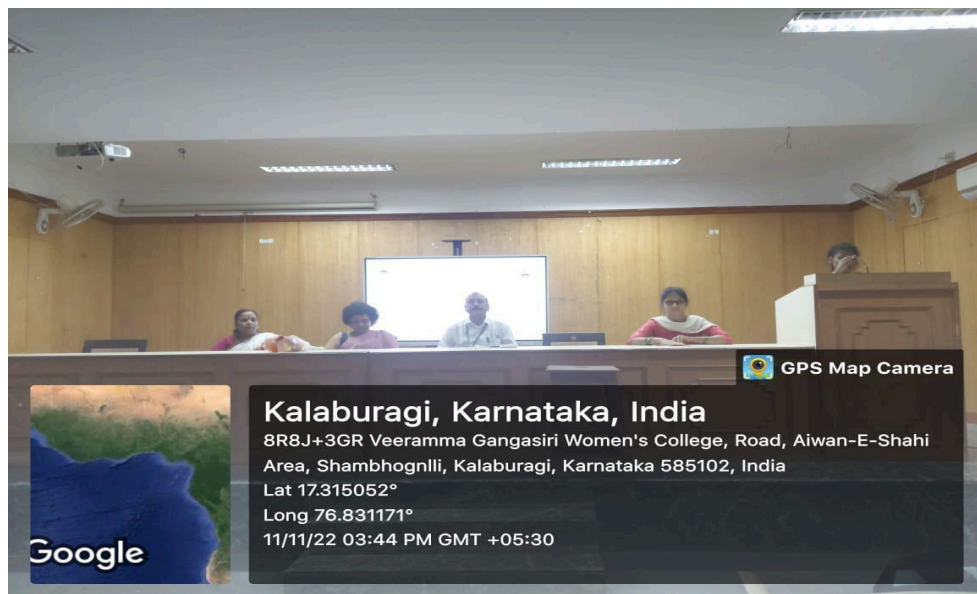 GPS Map Camera
Kalaburagi, Karnataka, India
8R8J+3GR Veeramma Gangasiri Women's College, Road, Aiwan-E-Shahi
Area, Shambhognlli, Kalaburagi, Karnataka 585102, India
Lat 17.315052°
Long 76.831171°
11/11/22 03:44 PM GMT +05:30
Google